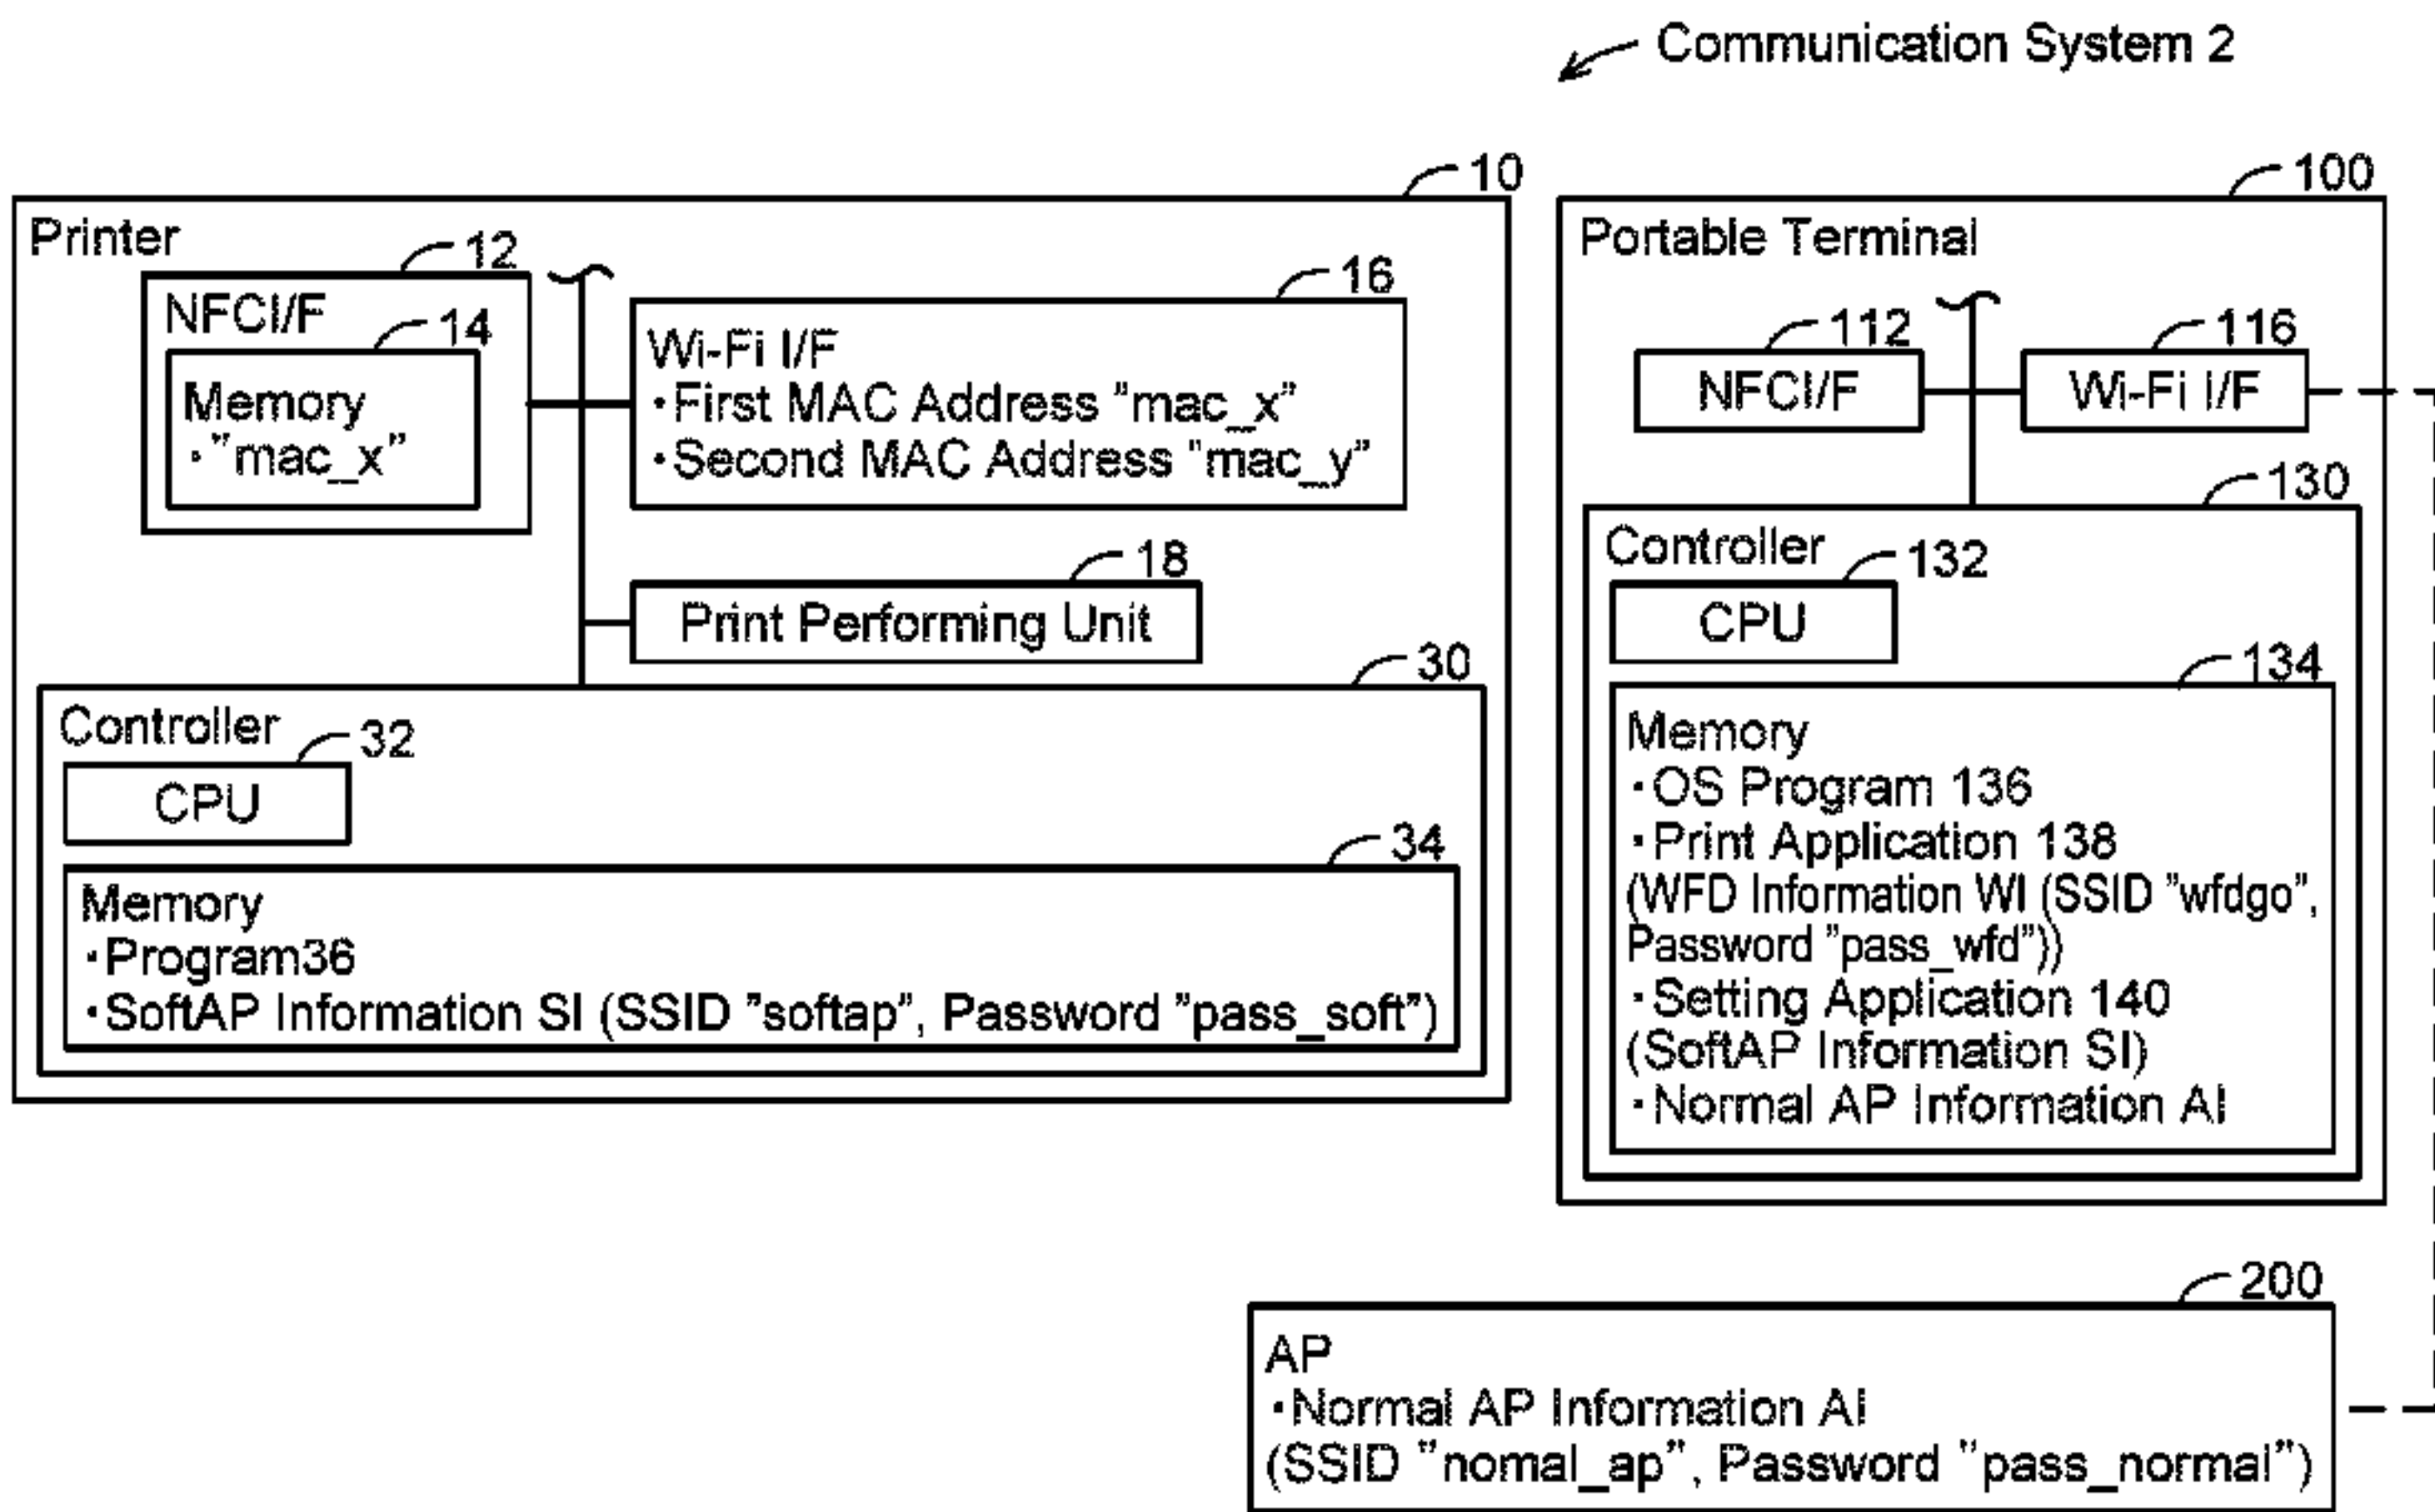 Communication System 2
10
Printer
12
NFCI/F
14
Memory
·"mac_x"
16
Wi-Fi I/F
·First MAC Address "mac_x"
·Second MAC Address "mac_y"
18
Print Performing Unit
30
Controller
32
CPU
34
Memory
·Program36
·SoftAP Information SI (SSID "softap", Password "pass_soft")
100
Portable Terminal
112
NFCI/F
116
Wi-Fi I/F
130
Controller
132
CPU
134
Memory
·OS Program 136
·Print Application 138
(WFD Information WI (SSID "wfdgo",
Password "pass_wfd"))
·Setting Application 140
(SoftAP Information SI)
·Normal AP Information AI
200
AP
·Normal AP Information AI
(SSID "nomal_ap", Password "pass_normal")